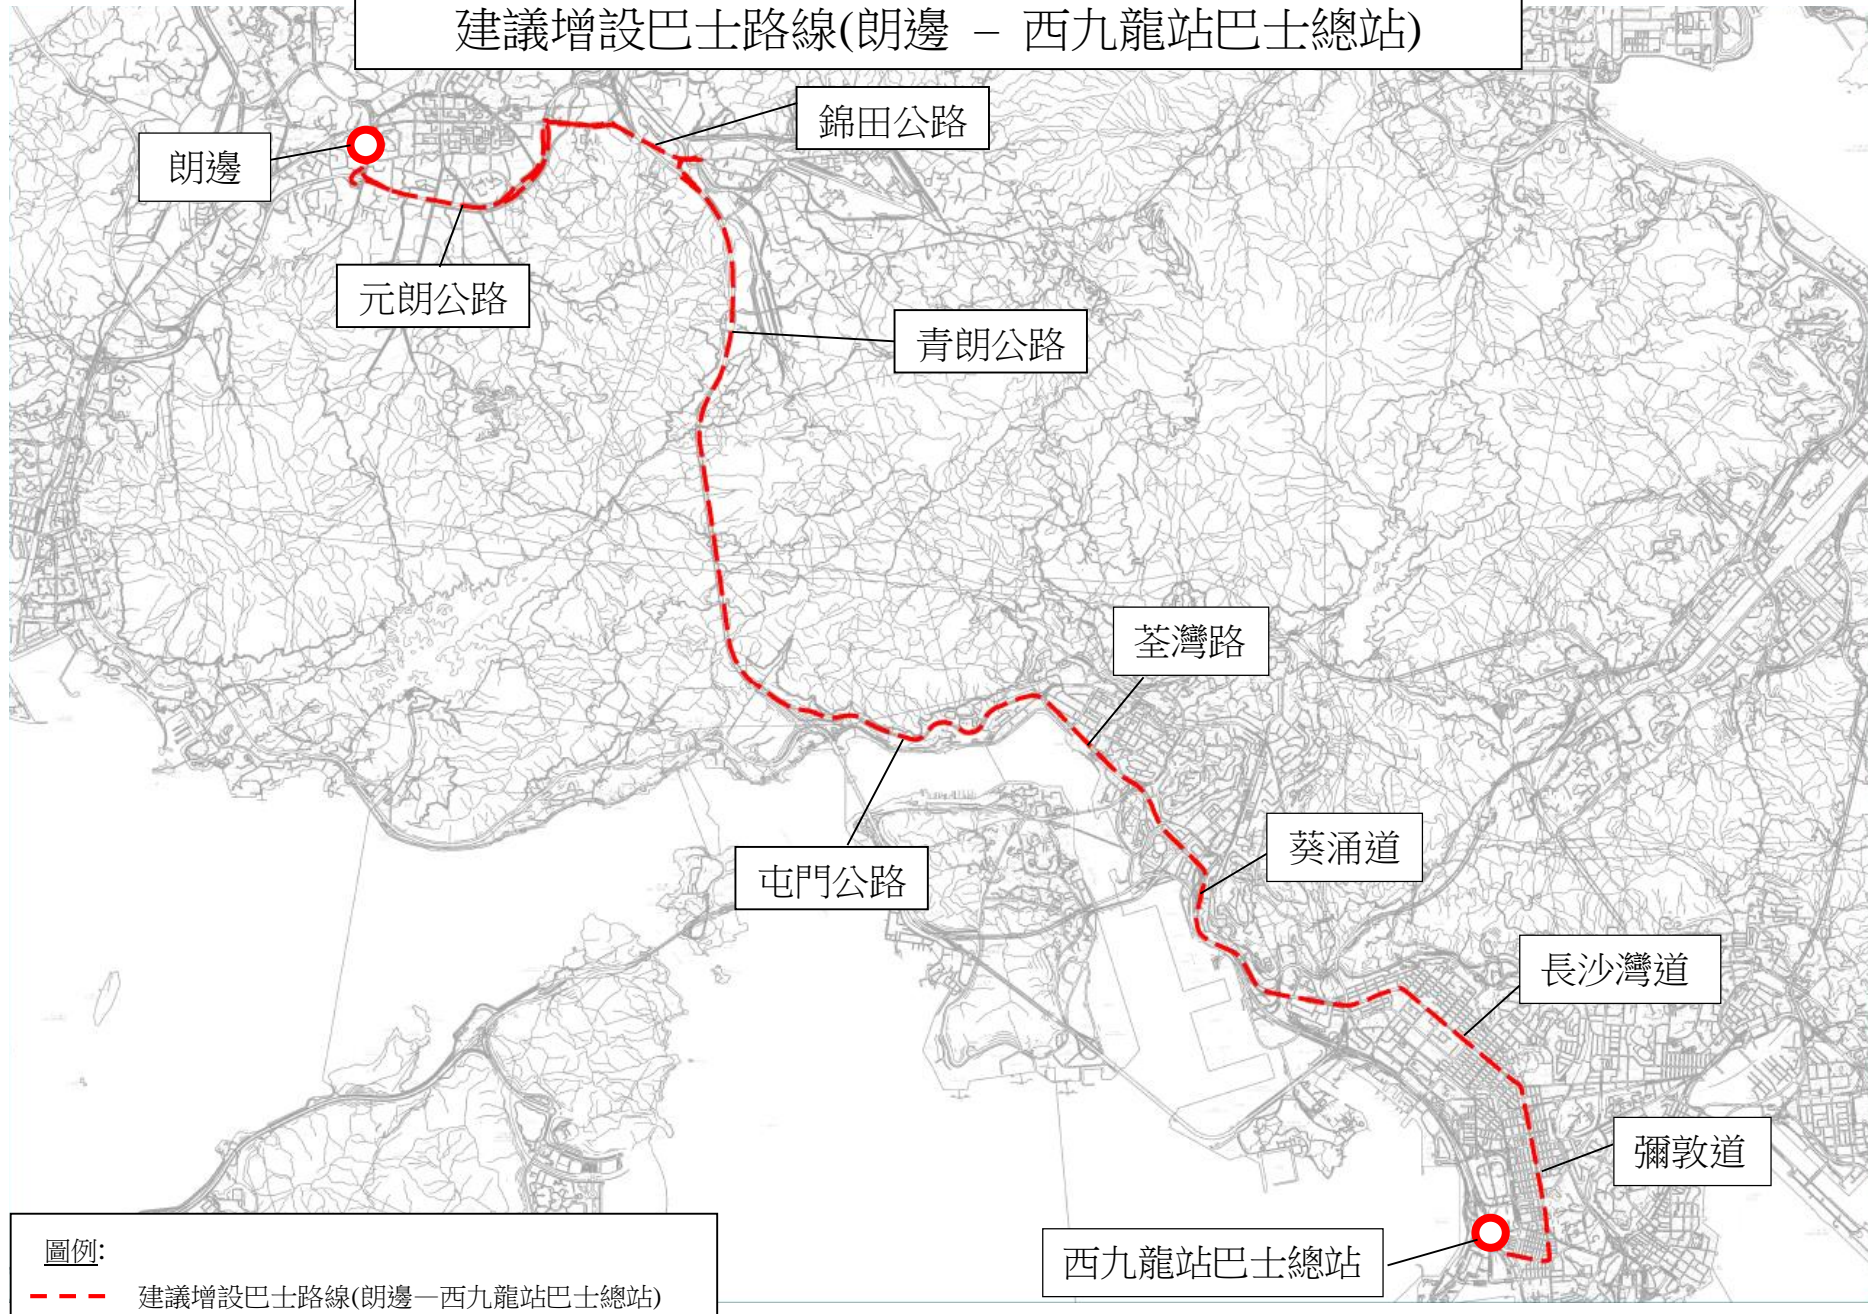 建議增設巴士路線(朗邊 – 西九龍站巴士總站)
錦田公路
朗邊
元朗公路
青朗公路
荃灣路
葵涌道
屯門公路
長沙灣道
彌敦道
西九龍站巴士總站
圖例:
建議增設巴士路線(朗邊—西九龍站巴士總站)